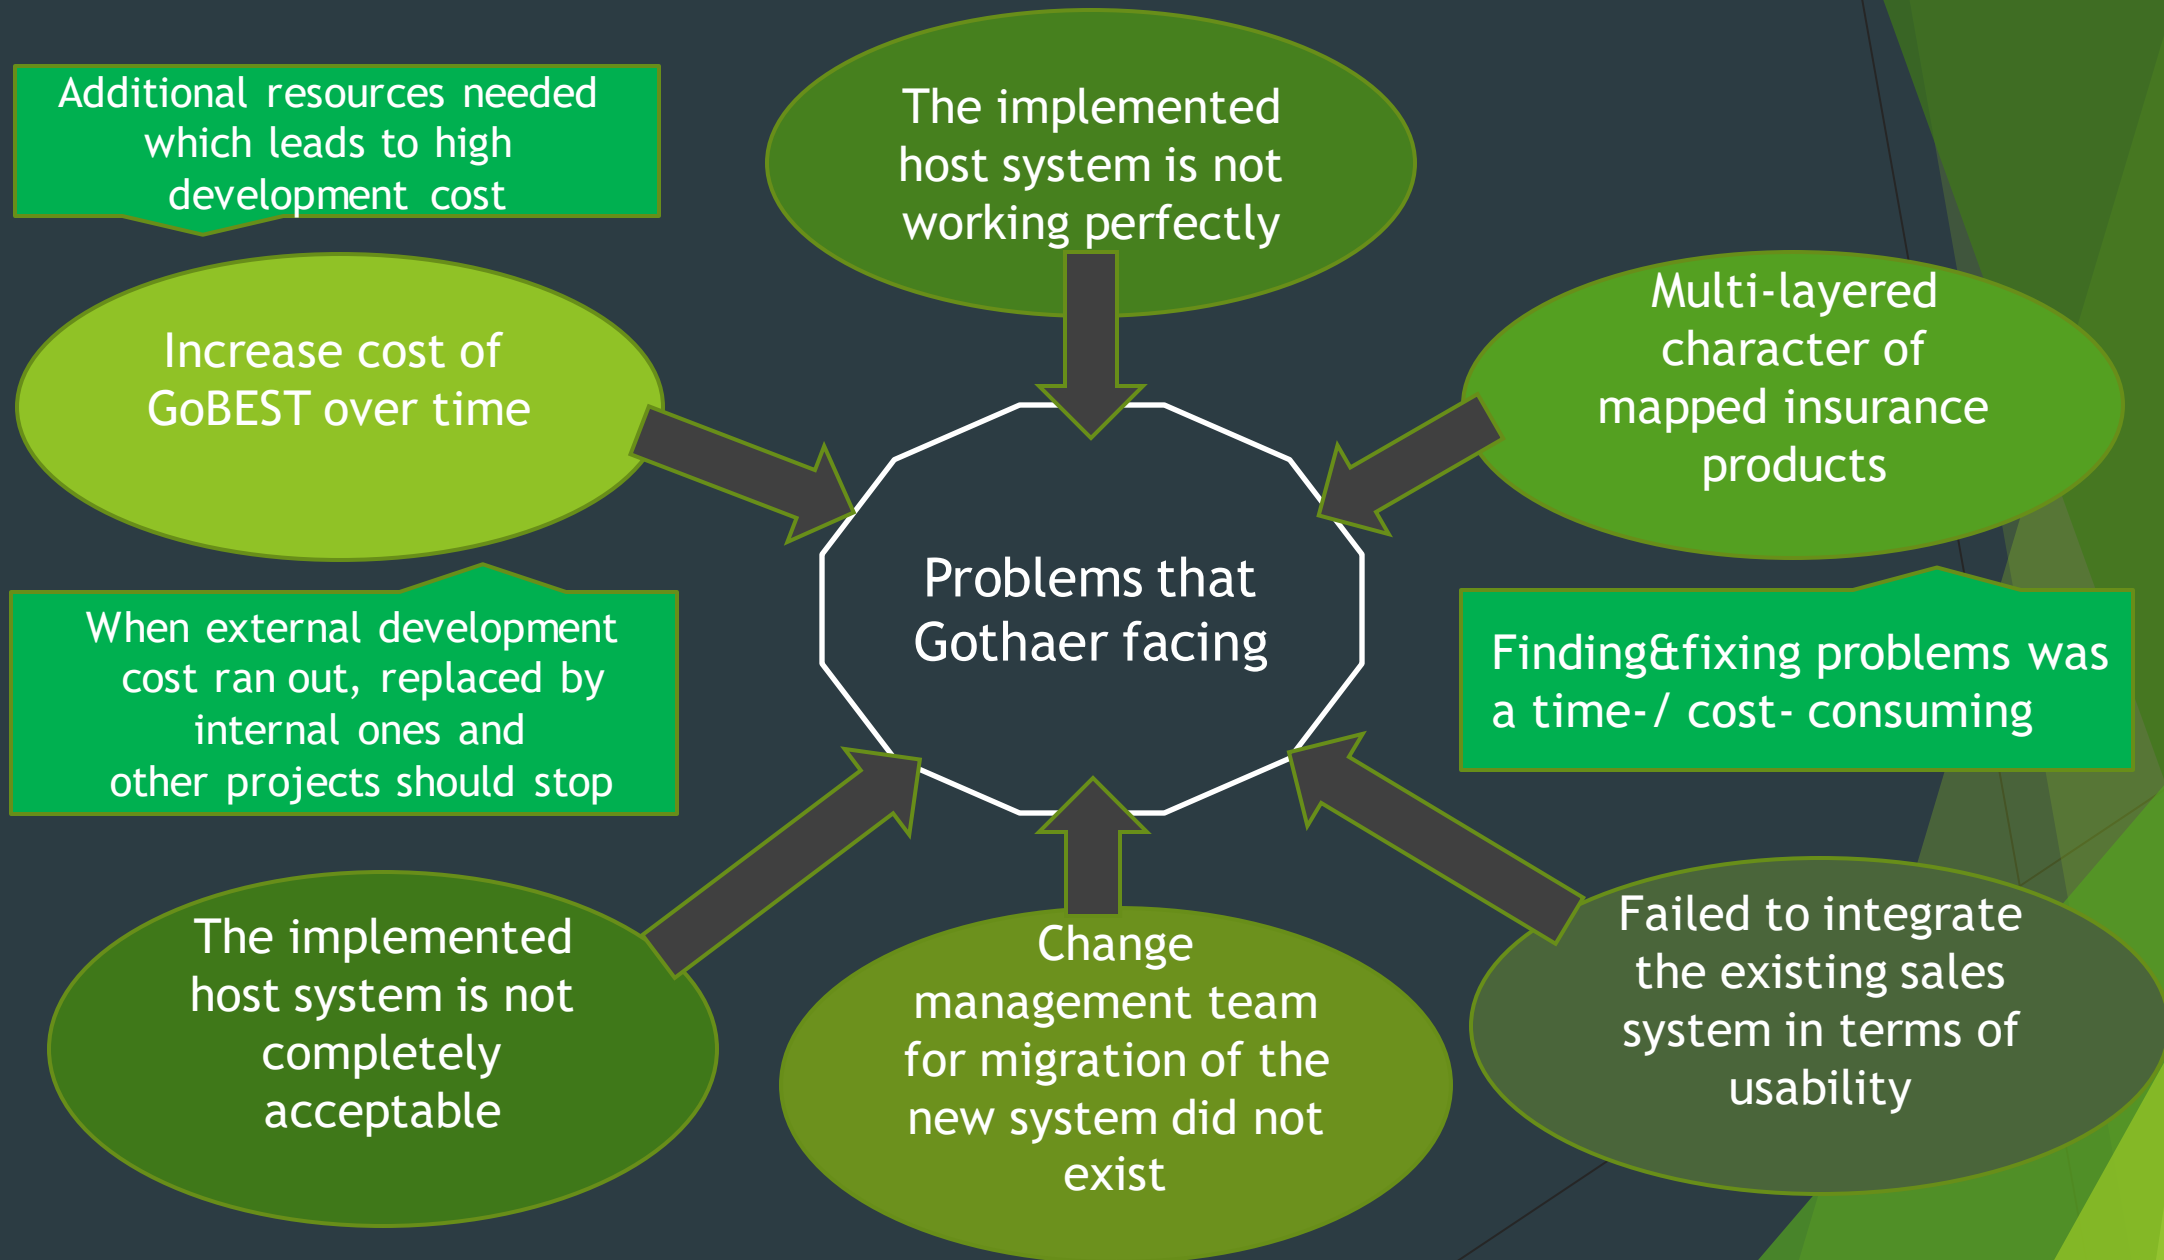 Additional resources needed
which leads to high
development cost
The implemented
host system is not
working perfectly
Increase cost of
GoBEST over time
Multi-layered
character of
mapped insurance
products
Problems that
Gothaer facing
When external development
cost ran out, replaced by
internal ones and
other projects should stop
Finding&fixing problems was
a time-/ cost- consuming
The implemented
host system is not
completely
acceptable
Change
management team
for migration of the
new system did not
exist
Failed to integrate
the existing sales
system in terms of
usability